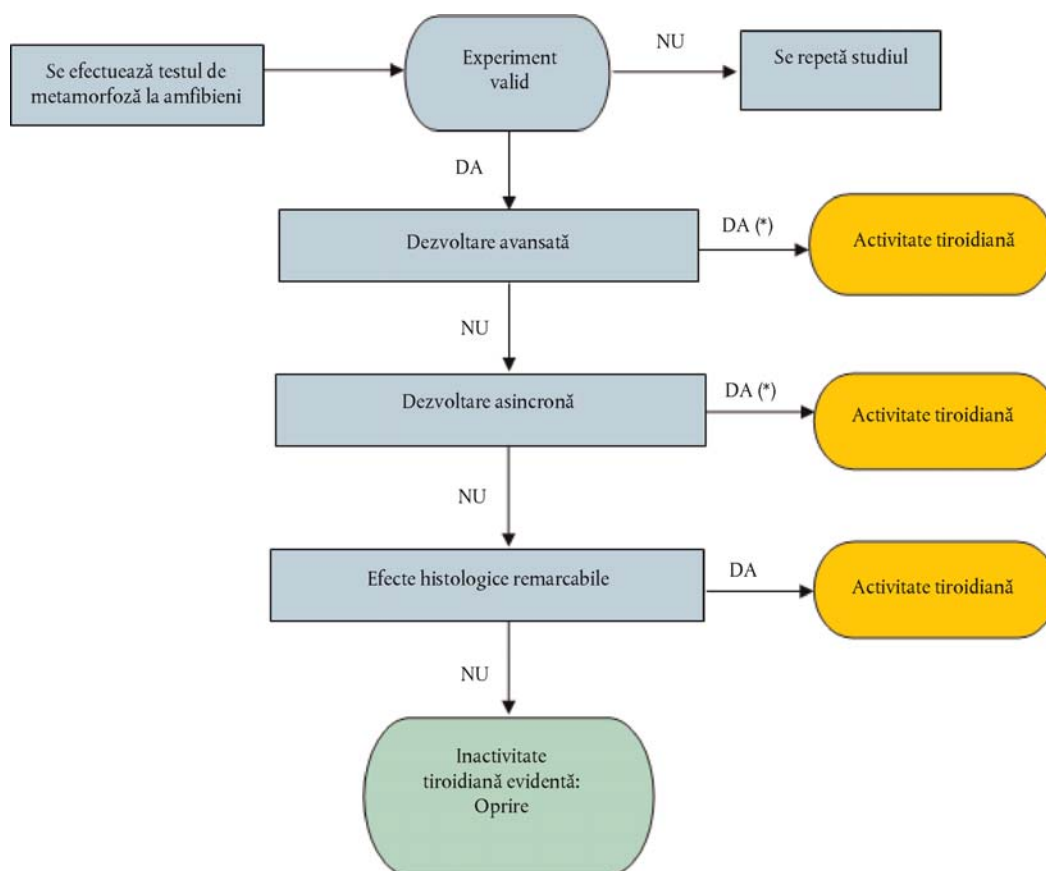 Se efectuează testul de
metamorfoză la amfibieni
Experiment
valid
NU
Se repetă studiul
DA
Dezvoltare avansată
DA (*)
Activitate tiroidiană
NU
Dezvoltare asincronă
DA (*)
Activitate tiroidiană
NU
Efecte histologice remarcabile
DA
Activitate tiroidiană
NU
Inactivitate
tiroidiană evidentă:
Oprire